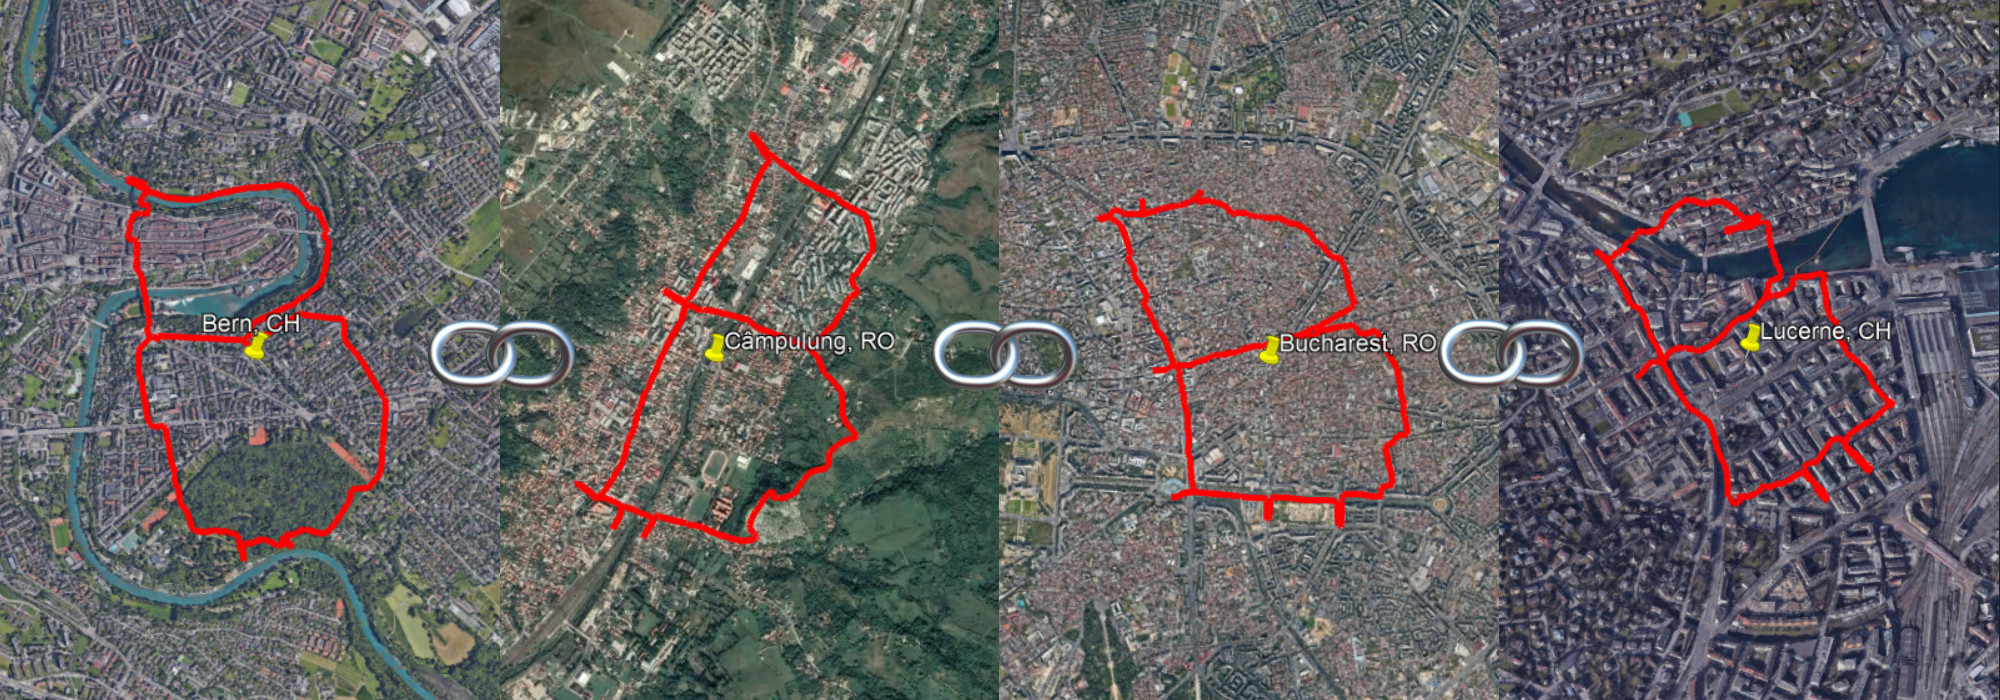 Bern, CH
Câmpulung, RO
Bucharest, RO
Lucerne, CH